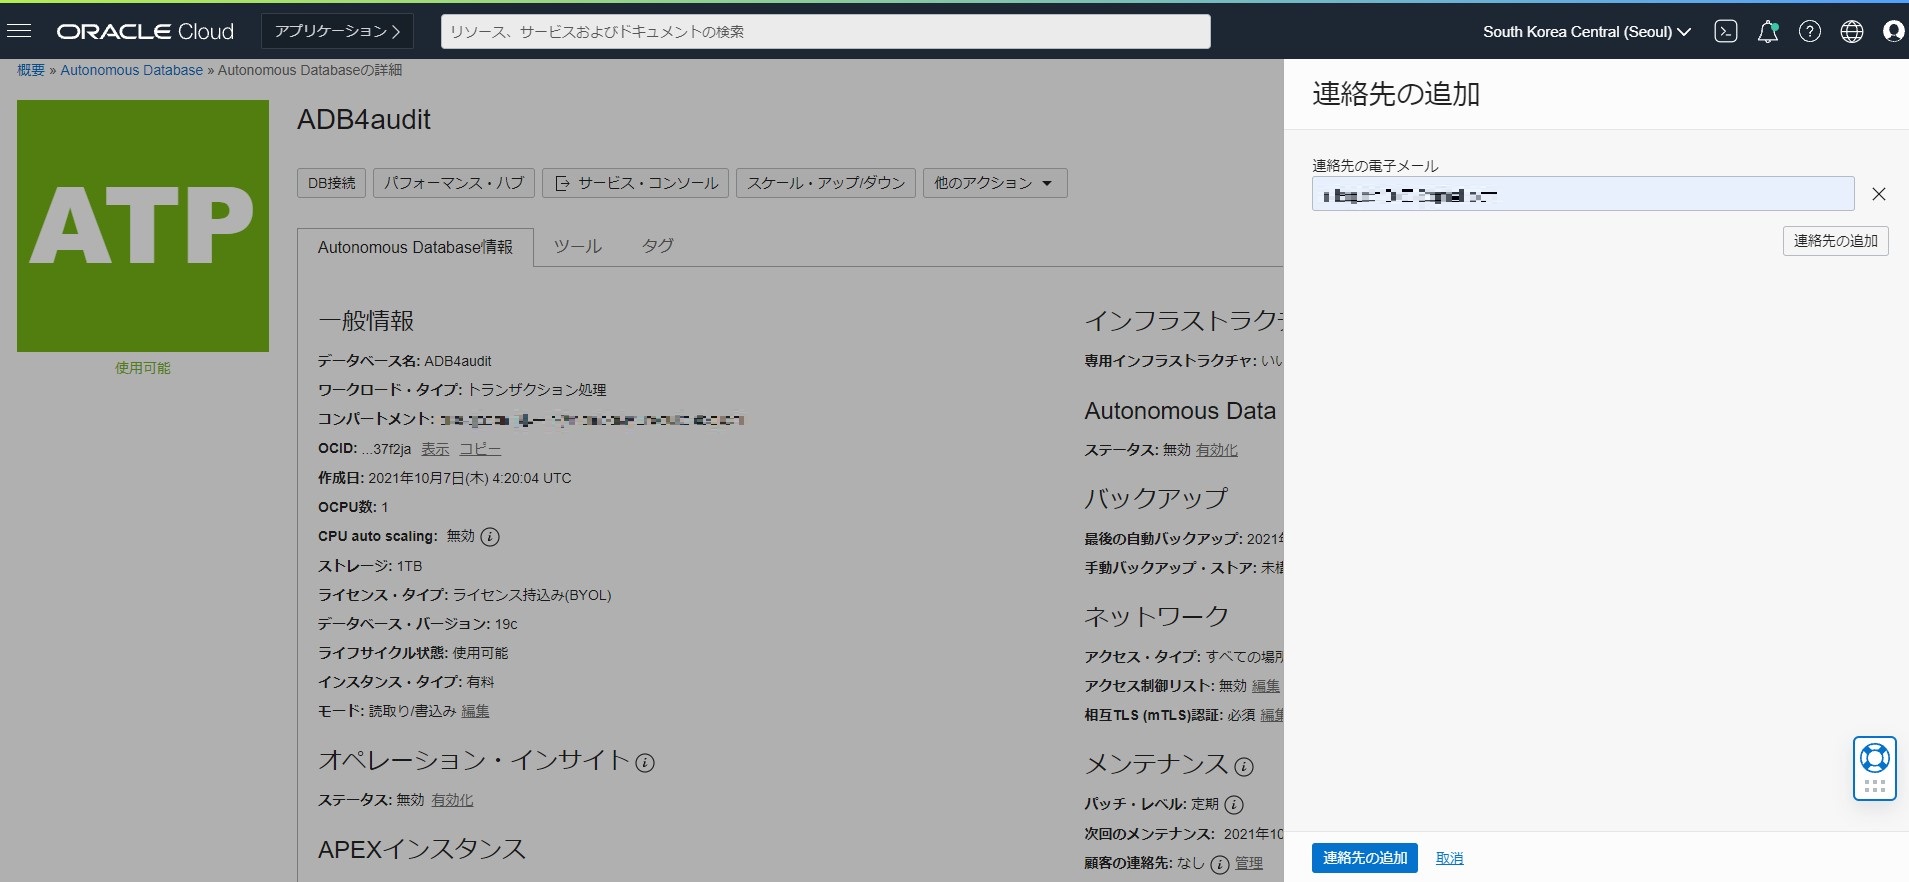 ORACLE Cloud
アプリケーション
リソース、サービスおよびドキュメントの検索
South Korea Central (Seoul)
概要 » Autonomous Database » Autonomous Databaseの詳細
ATP
使用可能
ADB4audit
DB接続
パフォーマンス・ハブ
サービス・コンソール
スケール・アップ/ダウン
他のアクション
Autonomous Database情報
ツール
タグ
一般情報
データベース名: ADB4audit
ワークロード・タイプ: トランザクション処理
コンパートメント:
OCID: ...37f2ja 表示 コピー
作成日: 2021年10月7日(木) 4:20:04 UTC
OCPU数: 1
CPU auto scaling: 無効
ストレージ: 1TB
ライセンス・タイプ: ライセンス持込み(BYOL)
データベース・バージョン: 19c
ライフサイクル状態: 使用可能
インスタンス・タイプ: 有料
モード: 読取り/書込み 編集
オペレーション・インサイト
ステータス: 無効 有効化
APEXインスタンス
インフラストラクチ
専用インフラストラクチャ: いい
Autonomous Data
ステータス: 無効 有効化
バックアップ
最後の自動バックアップ: 2021年
手動バックアップ・ストア: 未構
ネットワーク
アクセス・タイプ: すべての場所
アクセス制御リスト: 無効 編集
相互TLS (mTLS)認証: 必須 編集
メンテナンス
パッチ・レベル: 定期
次回のメンテナンス: 2021年10
顧客の連絡先: なし 管理
連絡先の追加
連絡先の電子メール
連絡先の追加
連絡先の追加
取消